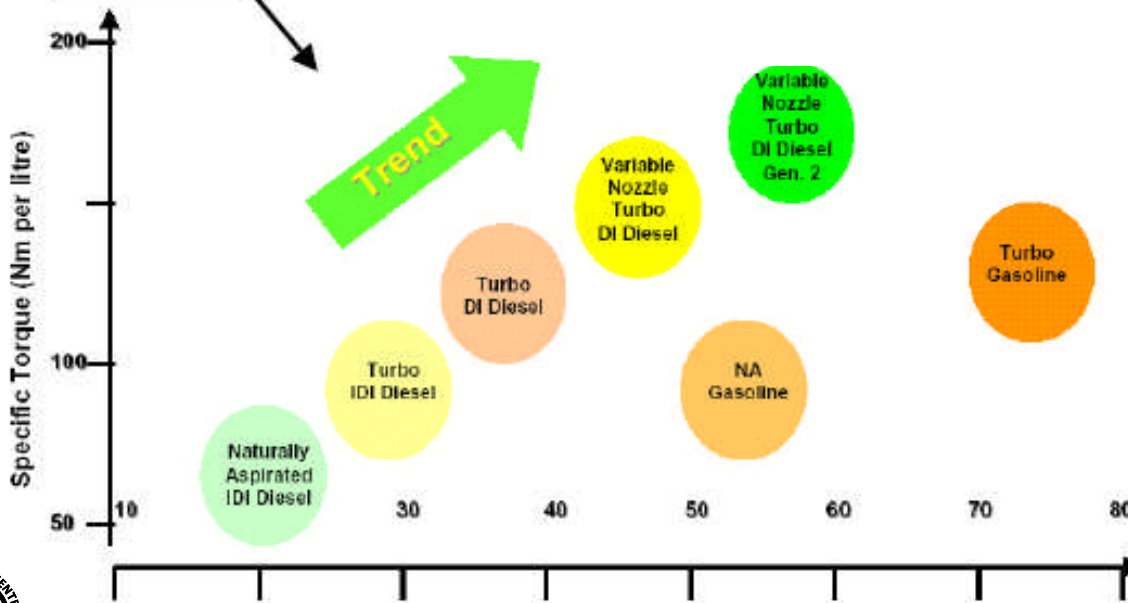 200
Specific Torque (Nm per litre)
Trend
Variable
Nozzle
Turbo
DI Diesel
Gen. 2
Variable
Nozzle
Turbo
DI Diesel
Turbo
Gasoline
Turbo
DI Diesel
100
Turbo
IDI Diesel
NA
Gasoline
Naturally
Aspirated
IDI Diesel
50
10
30
40
50
60
70